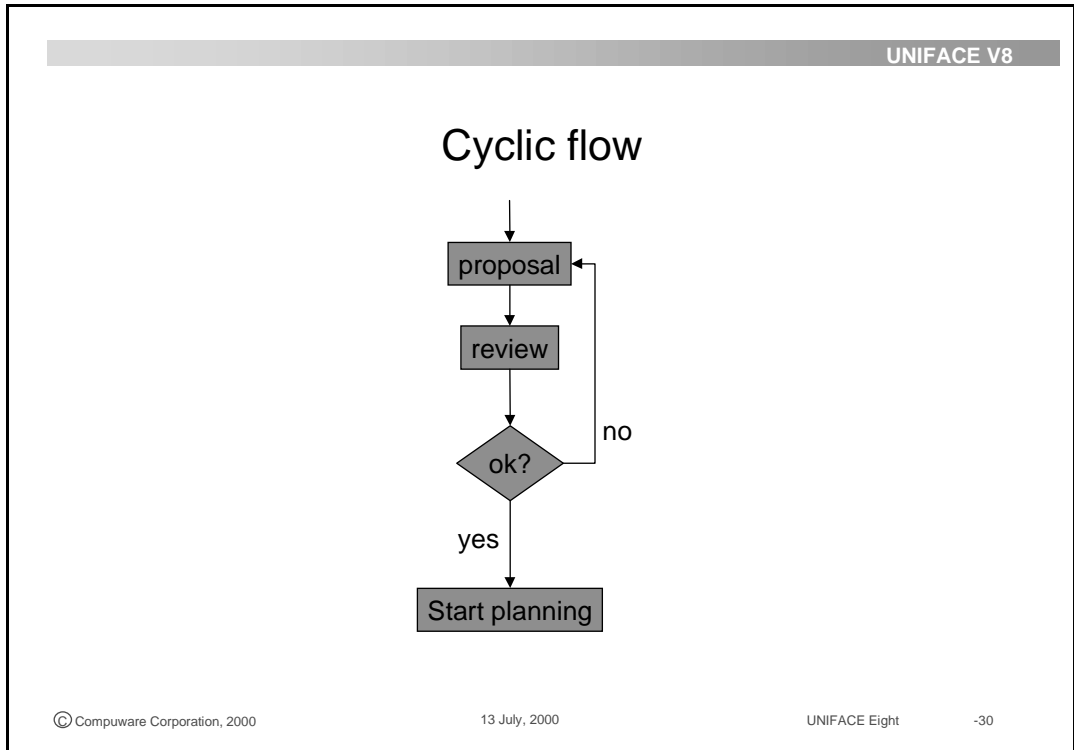 UNIFACE V8
Cyclic flow
proposal
review
no
ok?
yes
Start planning
© Compuware Corporation, 2000 13 July, 2000 UNIFACE Eight -30